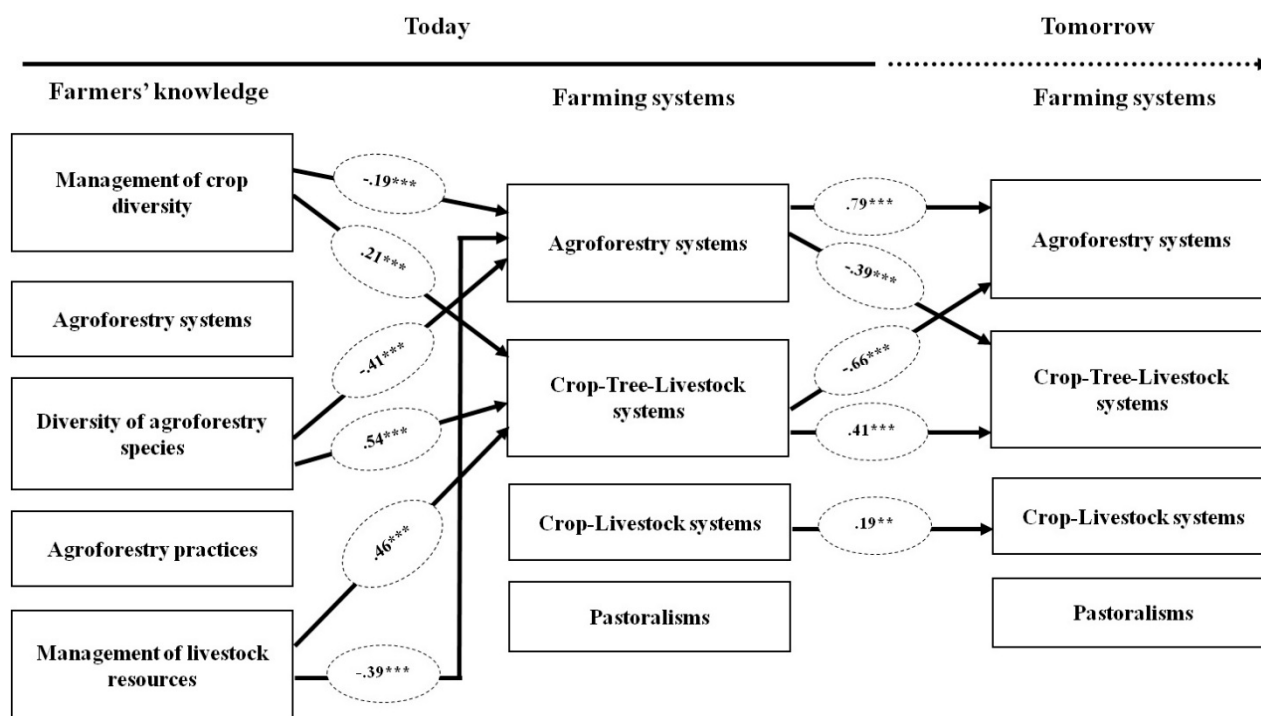 Today
Tomorrow
Farmers' knowledge
Farming systems
Farming systems
Management of crop
diversity
Agroforestry systems
Diversity of agroforestry
species
Agroforestry practices
Management of livestock
resources
-.19***
.21***
-.41***
.54***
.46***
-.39***
Agroforestry systems
Crop-Tree-Livestock
systems
Crop-Livestock systems
Pastoralisms
.79***
-.39***
-.66***
.41***
.19**
Agroforestry systems
Crop-Tree-Livestock
systems
Crop-Livestock systems
Pastoralisms